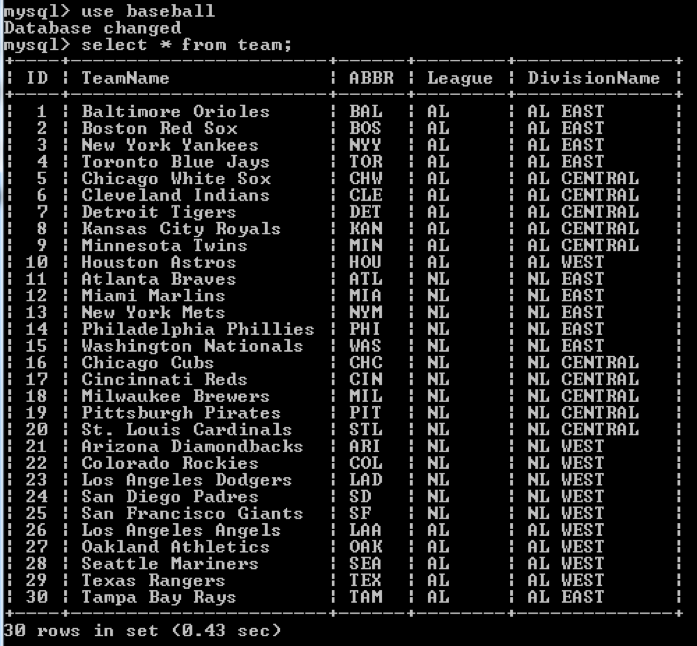 mysql> use baseball
Database changed
mysql> select * from team;
+----+-----------------------+------+--------+--------------+
| ID | TeamName              | ABBR | League | DivisionName |
+----+-----------------------+------+--------+--------------+
|  1 | Baltimore Orioles     | BAL  | AL     | AL EAST      |
|  2 | Boston Red Sox        | BOS  | AL     | AL EAST      |
|  3 | New York Yankees      | NYY  | AL     | AL EAST      |
|  4 | Toronto Blue Jays     | TOR  | AL     | AL EAST      |
|  5 | Chicago White Sox     | CHW  | AL     | AL CENTRAL   |
|  6 | Cleveland Indians     | CLE  | AL     | AL CENTRAL   |
|  7 | Detroit Tigers        | DET  | AL     | AL CENTRAL   |
|  8 | Kansas City Royals    | KAN  | AL     | AL CENTRAL   |
|  9 | Minnesota Twins       | MIN  | AL     | AL CENTRAL   |
| 10 | Houston Astros        | HOU  | AL     | AL WEST      |
| 11 | Atlanta Braves        | ATL  | NL     | NL EAST      |
| 12 | Miami Marlins         | MIA  | NL     | NL EAST      |
| 13 | New York Mets         | NYM  | NL     | NL EAST      |
| 14 | Philadelphia Phillies | PHI  | NL     | NL EAST      |
| 15 | Washington Nationals  | WAS  | NL     | NL EAST      |
| 16 | Chicago Cubs          | CHC  | NL     | NL CENTRAL   |
| 17 | Cincinnati Reds       | CIN  | NL     | NL CENTRAL   |
| 18 | Milwaukee Brewers     | MIL  | NL     | NL CENTRAL   |
| 19 | Pittsburgh Pirates    | PIT  | NL     | NL CENTRAL   |
| 20 | St. Louis Cardinals   | STL  | NL     | NL CENTRAL   |
| 21 | Arizona Diamondbacks  | ARI  | NL     | NL WEST      |
| 22 | Colorado Rockies      | COL  | NL     | NL WEST      |
| 23 | Los Angeles Dodgers   | LAD  | NL     | NL WEST      |
| 24 | San Diego Padres      | SD   | NL     | NL WEST      |
| 25 | San Francisco Giants  | SF   | NL     | NL WEST      |
| 26 | Los Angeles Angels    | LAA  | AL     | AL WEST      |
| 27 | Oakland Athletics     | OAK  | AL     | AL WEST      |
| 28 | Seattle Mariners      | SEA  | AL     | AL WEST      |
| 29 | Texas Rangers         | TEX  | AL     | AL WEST      |
| 30 | Tampa Bay Rays        | TAM  | AL     | AL EAST      |
+----+-----------------------+------+--------+--------------+
30 rows in set (0.43 sec)